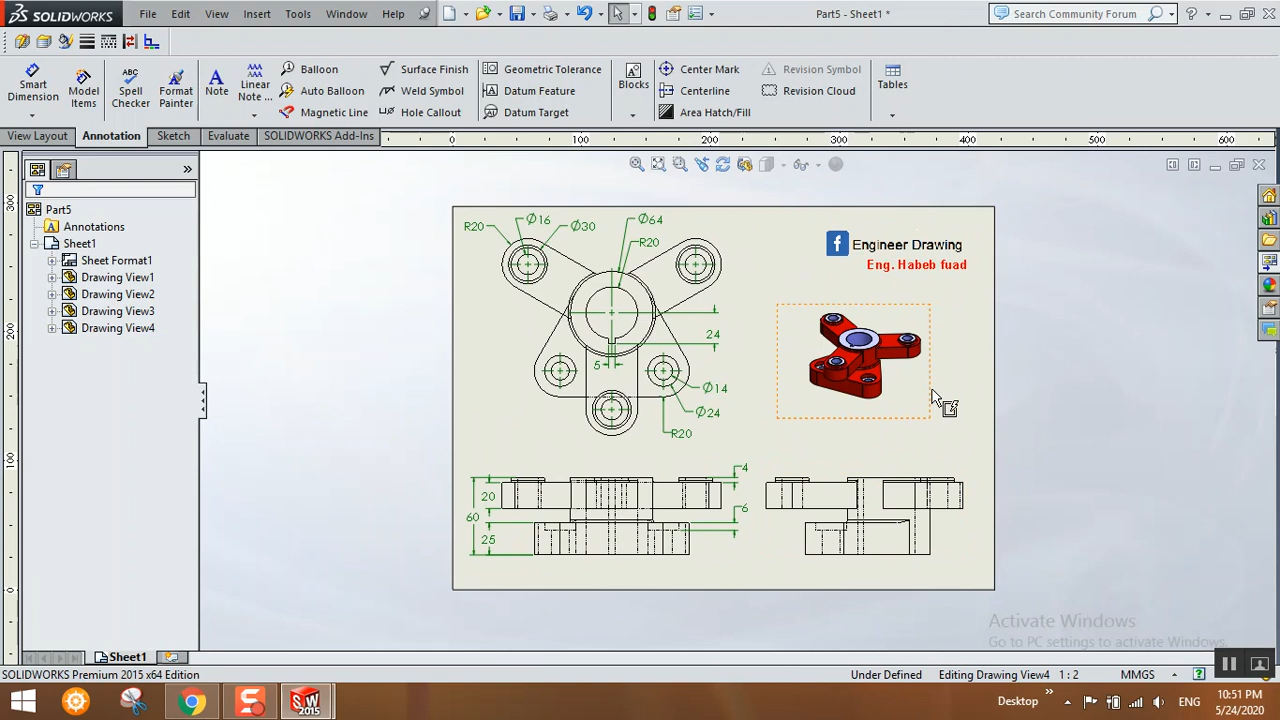 SOLIDWORKS File Edit View Insert Tools Window Help Part5 - Sheet1 * Search Community Forum ?
Smart Dimension
Model Items
Spell Checker
Format Painter
Note
Linear Note ...
Balloon
Auto Balloon
Magnetic Line
Surface Finish
Weld Symbol
Hole Callout
Geometric Tolerance
Datum Feature
Datum Target
Blocks
Center Mark
Centerline
Area Hatch/Fill
Revision Symbol
Revision Cloud
Tables
View Layout Annotation Sketch Evaluate SOLIDWORKS Add-Ins
0 100 200 300 400 500 600
300
200
100
0
Part5
Annotations
Sheet1
Sheet Format1
Drawing View1
Drawing View2
Drawing View3
Drawing View4
R20 Ø16 Ø30 Ø64
R20
24
5
Ø14
Ø24
R20
f Engineer Drawing
Eng. Habeb fuad
4
20
60
6
25
Activate Windows
Go to PC settings to activate Windows.
Sheet1
SOLIDWORKS Premium 2015 x64 Edition Under Defined Editing Drawing View4 1 : 2 MMGS ?
SW 2015 Desktop ENG 10:51 PM
5/24/2020